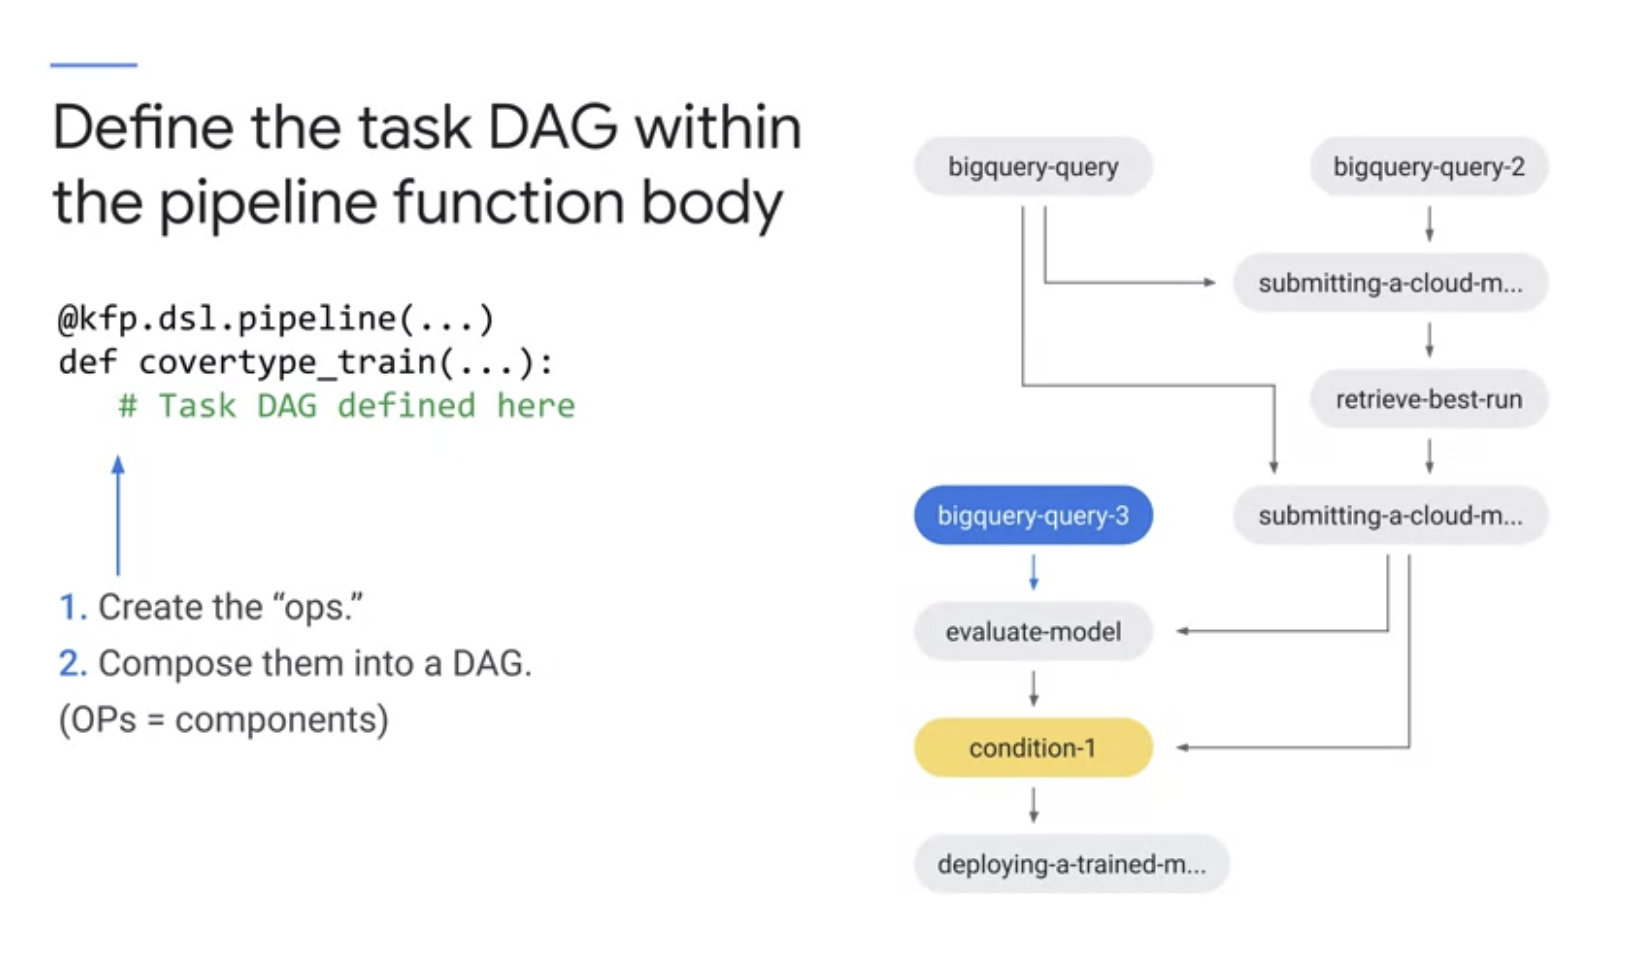 Define the task DAG within
the pipeline function body
@kfp.dsl.pipeline(...)
def covertype_train(...):
# Task DAG defined here
1. Create the “ops.”
2. Compose them into a DAG.
(OPs = components)
bigquery-query
bigquery-query-2
submitting-a-cloud-m...
retrieve-best-run
bigquery-query-3
submitting-a-cloud-m...
evaluate-model
condition-1
deploying-a-trained-m...